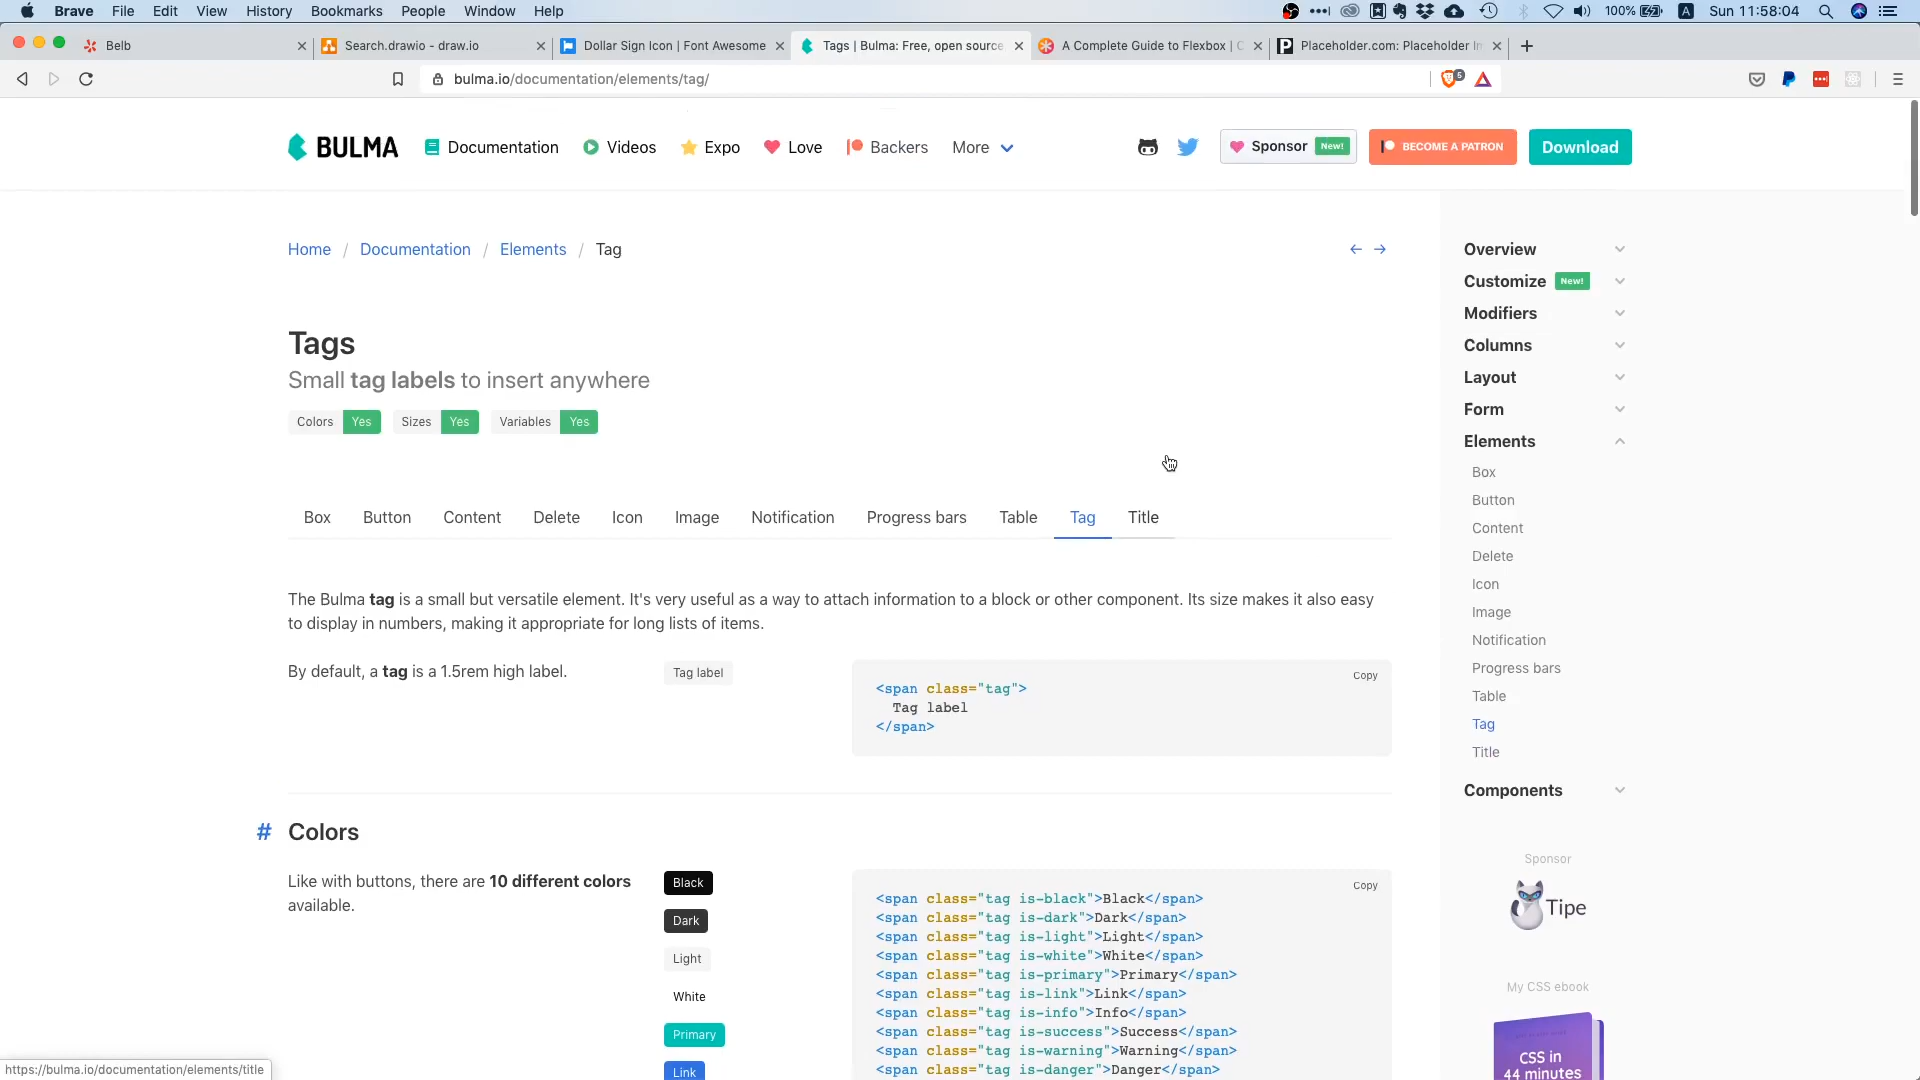 Brave File Edit View History Bookmarks People Window Help 100% A Sun 11:58:04
Belb
Search.drawio - draw.io
Dollar Sign Icon | Font Awesome
Tags | Bulma: Free, open source
A Complete Guide to Flexbox |
Placeholder.com: Placeholder
bulma.io/documentation/elements/tag/
5
BULMA
Documentation
Videos
Expo
Love
Backers
More
Sponsor New!
BECOME A PATRON
Download
Home / Documentation / Elements / Tag
← →
Tags
Small tag labels to insert anywhere
Colors Yes Sizes Yes Variables Yes
Box Button Content Delete Icon Image Notification Progress bars Table Tag Title
The Bulma tag is a small but versatile element. It's very useful as a way to attach information to a block or other component. Its size makes it also easy
to display in numbers, making it appropriate for long lists of items.
By default, a tag is a 1.5rem high label.
Tag label
Copy
<span class="tag">
Tag label
</span>
# Colors
Like with buttons, there are 10 different colors
available.
Black
Dark
Light
White
Primary
Link
Copy
<span class="tag is-black">Black</span>
<span class="tag is-dark">Dark</span>
<span class="tag is-light">Light</span>
<span class="tag is-white">White</span>
<span class="tag is-primary">Primary</span>
<span class="tag is-link">Link</span>
<span class="tag is-info">Info</span>
<span class="tag is-success">Success</span>
<span class="tag is-warning">Warning</span>
<span class="tag is-danger">Danger</span>
Overview
Customize New!
Modifiers
Columns
Layout
Form
Elements
Box
Button
Content
Delete
Icon
Image
Notification
Progress bars
Table
Tag
Title
Components
Sponsor
Tipe
My CSS ebook
CSS in
44 minutes
https://bulma.io/documentation/elements/title